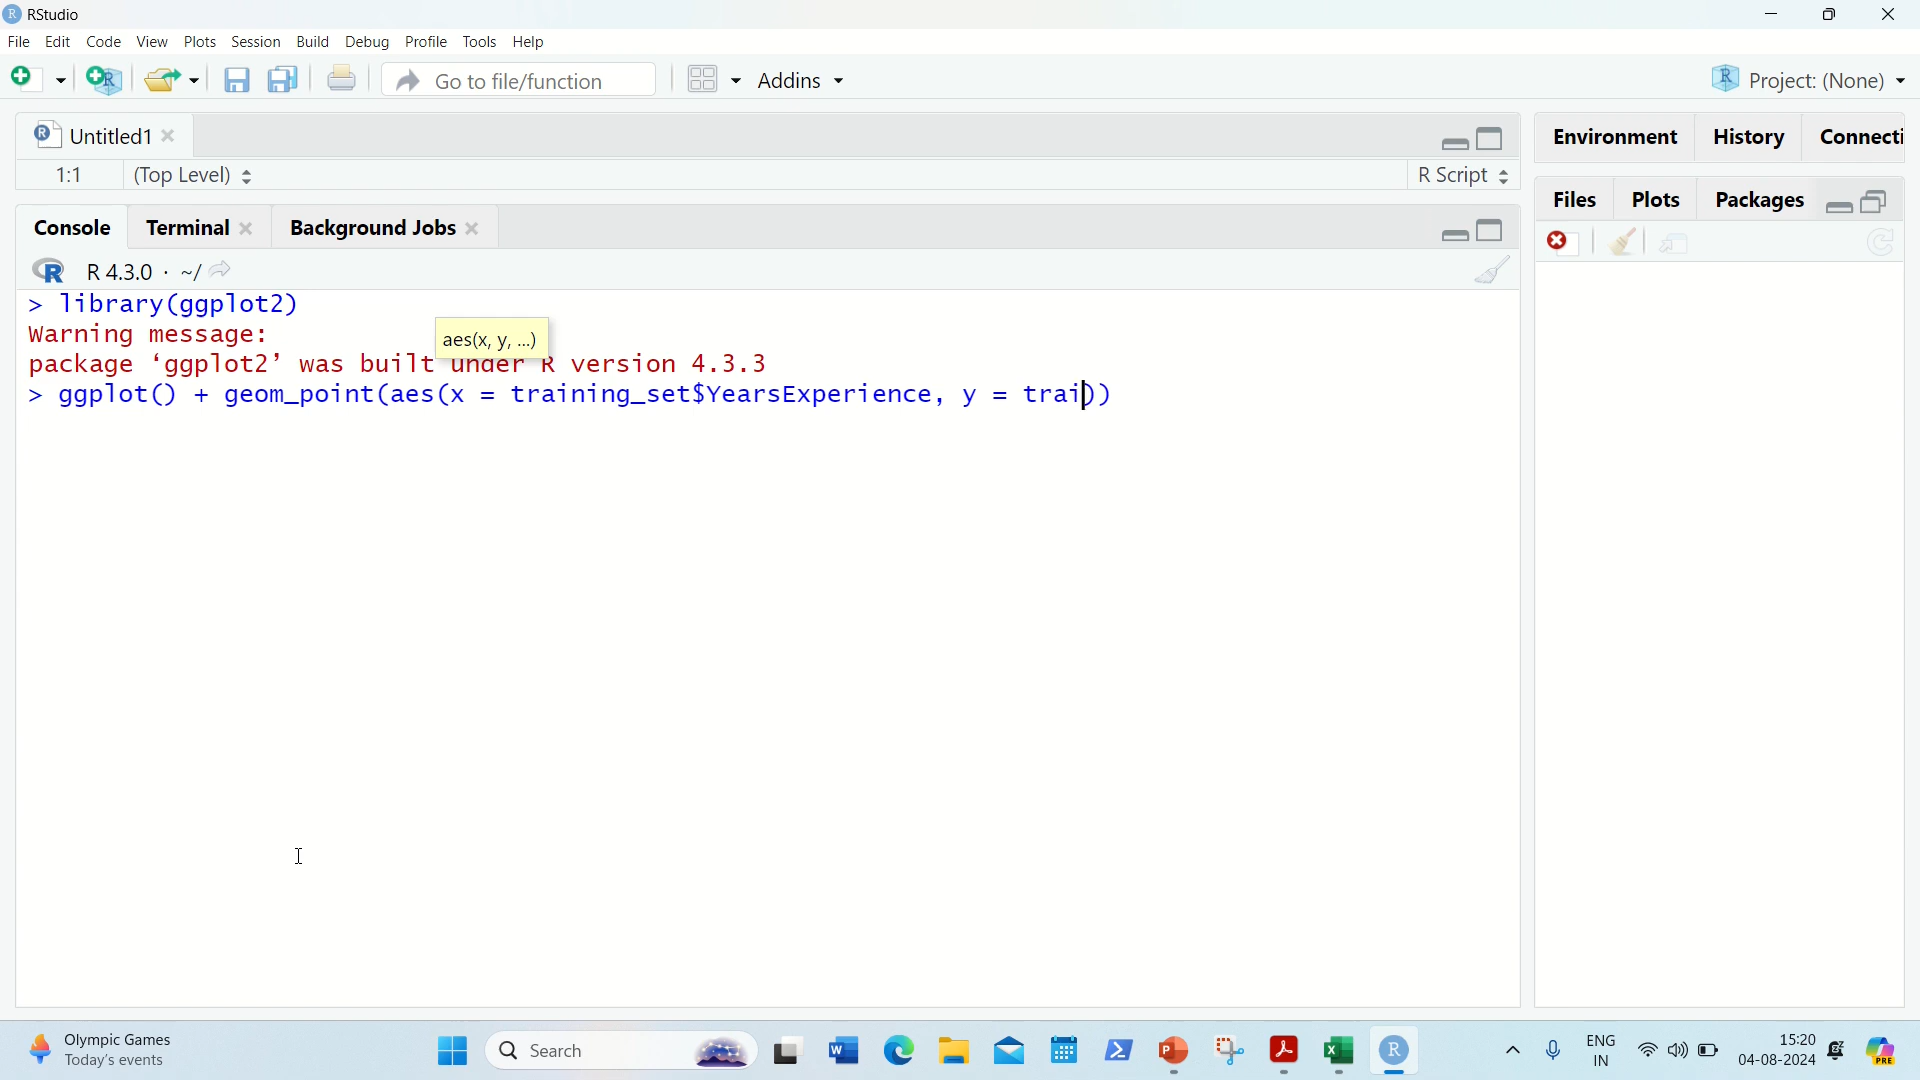 RStudio
File Edit Code View Plots Session Build Debug Profile Tools Help
Go to file/function Addins Project: (None)
Untitled1
1:1 (Top Level) R Script
Console Terminal Background Jobs
R 4.3.0 · ~/
> library(ggplot2)
Warning message:
package ‘ggplot2’ was built under R version 4.3.3
aes(x, y, ...)
> ggplot() + geom_point(aes(x = training_set$YearsExperience, y = trai))
Environment History Connecti
Files Plots Packages
Olympic Games
Today's events
Search
ENG
IN
15:20
04-08-2024
PRE